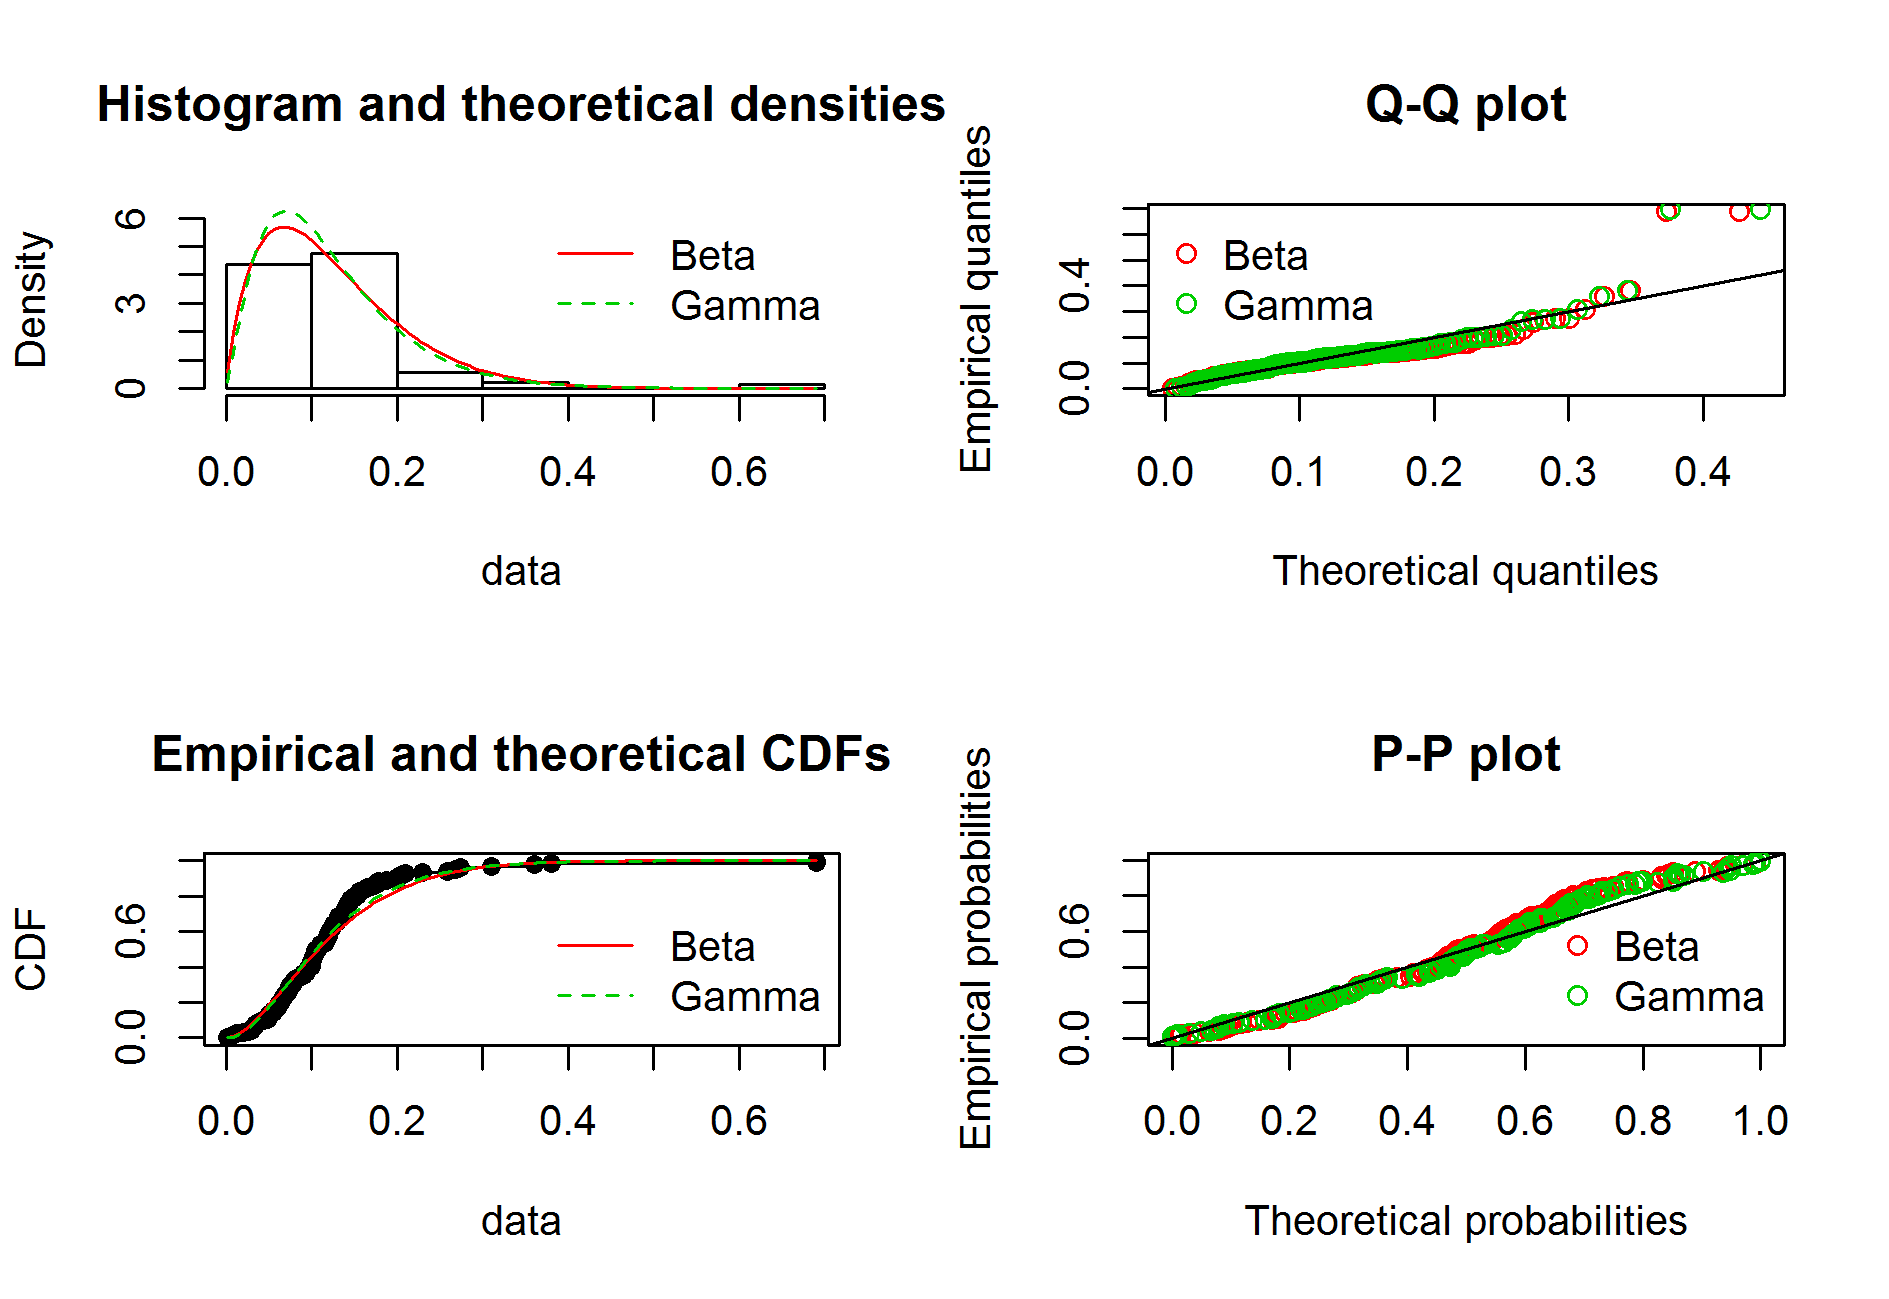 Histogram and theoretical densities
Density
0 3 6
Beta
Gamma
0.0 0.2 0.4 0.6
data
Q-Q plot
Empirical quantiles
0.0 0.4
Beta
Gamma
0.0 0.1 0.2 0.3 0.4
Theoretical quantiles
Empirical and theoretical CDFs
CDF
0.0 0.6
Beta
Gamma
0.0 0.2 0.4 0.6
data
P-P plot
Empirical probabilities
0.0 0.6
Beta
Gamma
0.0 0.2 0.4 0.6 0.8 1.0
Theoretical probabilities